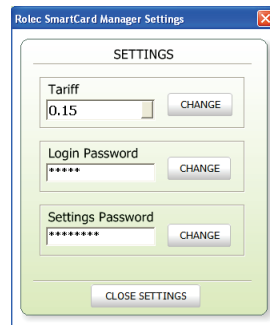 Rolec SmartCard Manager Settings
SETTINGS
Tariff
0.15
CHANGE
Login Password
*****
CHANGE
Settings Password
********
CHANGE
CLOSE SETTINGS